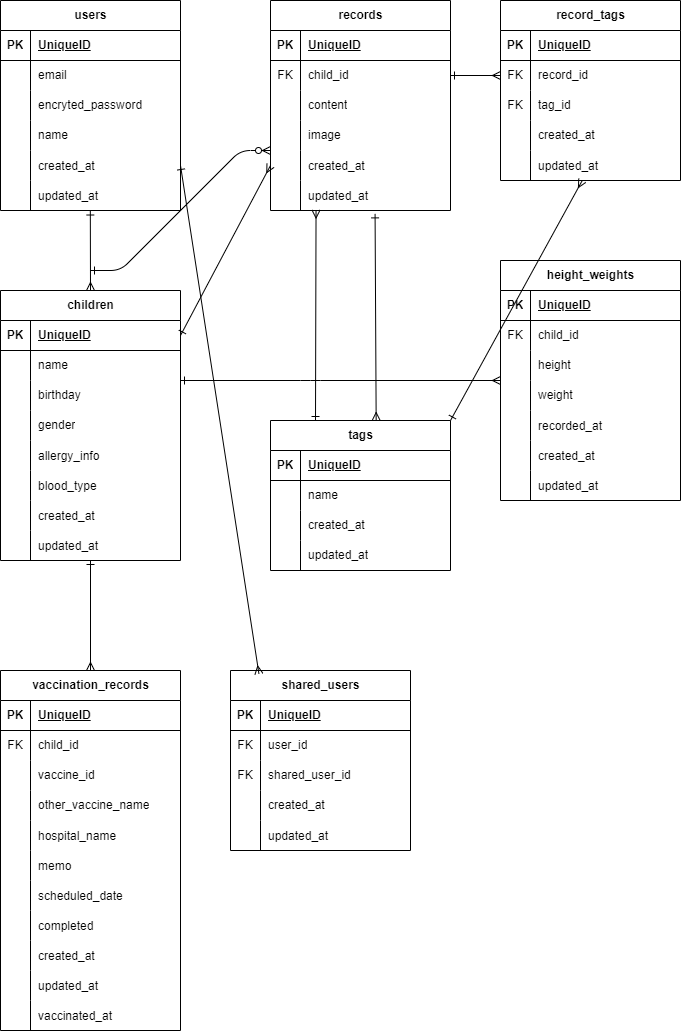 users
PK UniqueID
email
encryted_password
name
created_at
updated_at
records
PK UniqueID
FK child_id
content
image
created_at
updated_at
record_tags
PK UniqueID
FK record_id
FK tag_id
created_at
updated_at
children
PK UniqueID
name
birthday
gender
allergy_info
blood_type
created_at
updated_at
height_weights
PK UniqueID
FK child_id
height
weight
recorded_at
created_at
updated_at
tags
PK UniqueID
name
created_at
updated_at
vaccination_records
PK UniqueID
FK child_id
vaccine_id
other_vaccine_name
hospital_name
memo
scheduled_date
completed
created_at
updated_at
vaccinated_at
shared_users
PK UniqueID
FK user_id
FK shared_user_id
created_at
updated_at